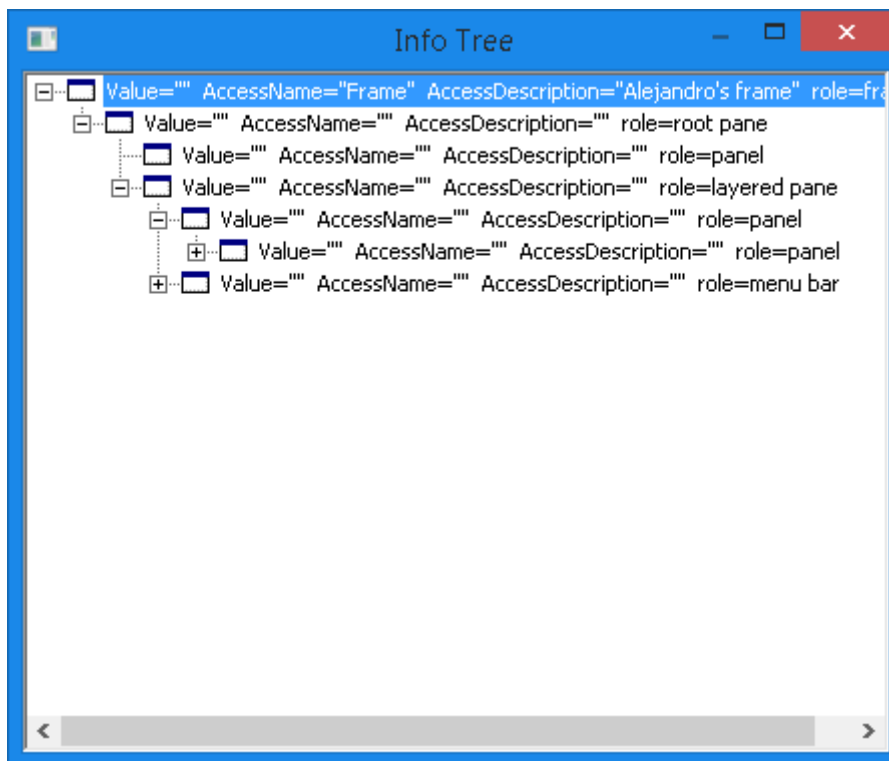 Info Tree
Value="" AccessName="Frame" AccessDescription="Alejandro's frame" role=fra
Value="" AccessName="" AccessDescription="" role=root pane
Value="" AccessName="" AccessDescription="" role=panel
Value="" AccessName="" AccessDescription="" role=layered pane
Value="" AccessName="" AccessDescription="" role=panel
Value="" AccessName="" AccessDescription="" role=panel
Value="" AccessName="" AccessDescription="" role=menu bar